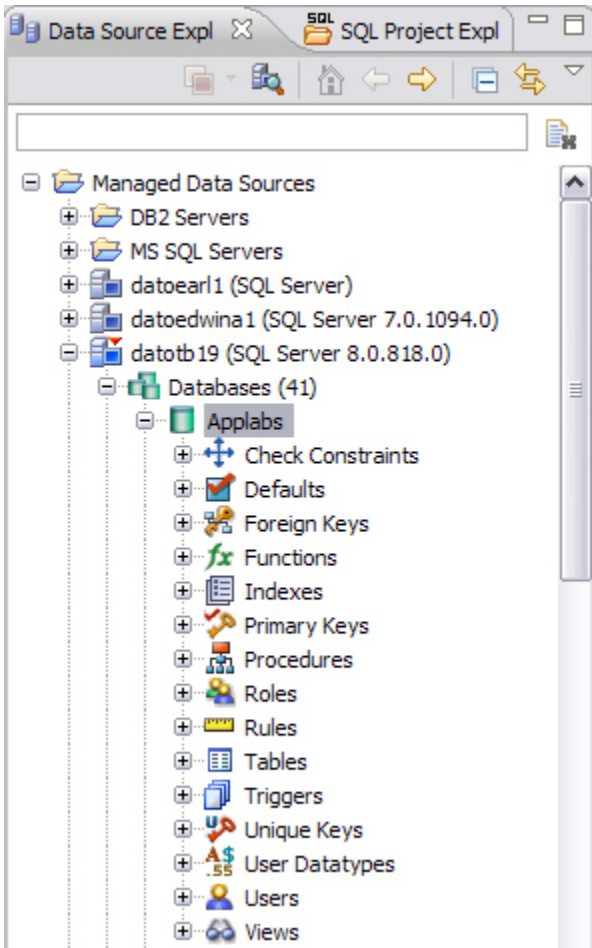 Data Source Expl SQL SQL Project Expl
Managed Data Sources
DB2 Servers
MS SQL Servers
datoearl1 (SQL Server)
datoedwina1 (SQL Server 7.0.1094.0)
datotb19 (SQL Server 8.0.818.0)
Databases (41)
Applabs
Check Constraints
Defaults
Foreign Keys
fx Functions
Indexes
Primary Keys
Procedures
Roles
Rules
Tables
Triggers
U Unique Keys
A$ .55 User Datatypes
Users
Views